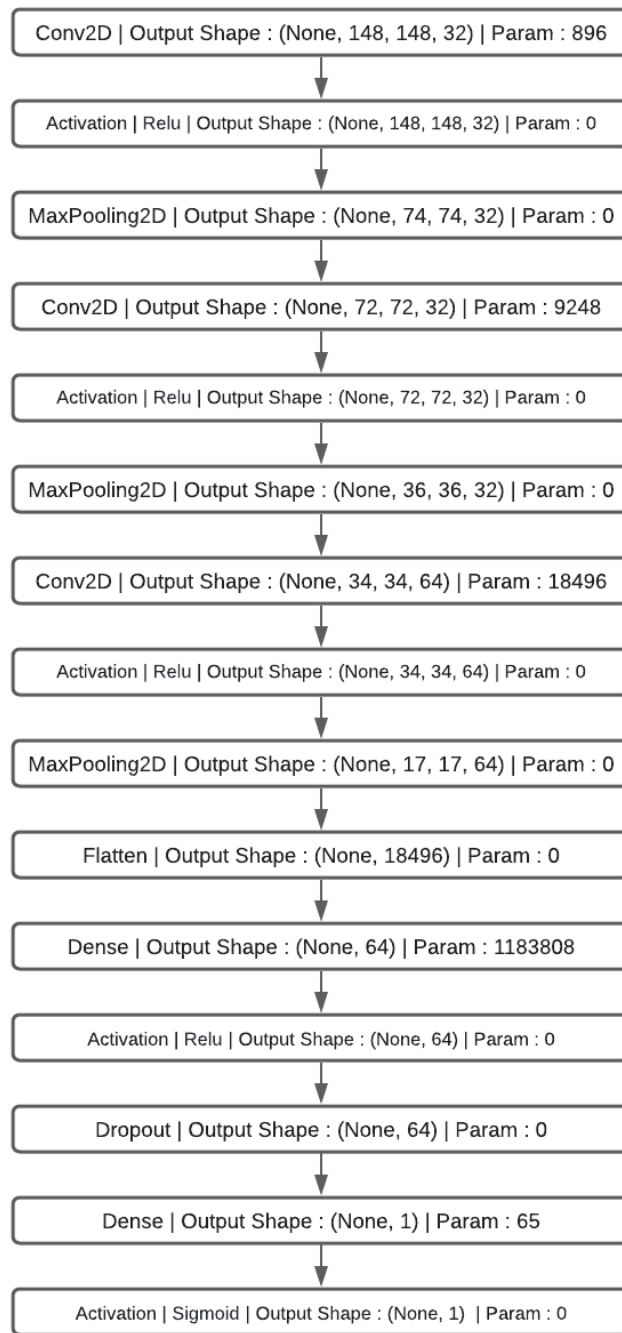 Conv2D | Output Shape : (None, 148, 148, 32) | Param : 896
Activation | Relu | Output Shape : (None, 148, 148, 32) | Param : 0
MaxPooling2D | Output Shape : (None, 74, 74, 32) | Param : 0
Conv2D | Output Shape : (None, 72, 72, 32) | Param : 9248
Activation | Relu | Output Shape : (None, 72, 72, 32) | Param : 0
MaxPooling2D | Output Shape : (None, 36, 36, 32) | Param : 0
Conv2D | Output Shape : (None, 34, 34, 64) | Param : 18496
Activation | Relu | Output Shape : (None, 34, 34, 64) | Param : 0
MaxPooling2D | Output Shape : (None, 17, 17, 64) | Param : 0
Flatten | Output Shape : (None, 18496) | Param : 0
Dense | Output Shape : (None, 64) | Param : 1183808
Activation | Relu | Output Shape : (None, 64) | Param : 0
Dropout | Output Shape : (None, 64) | Param : 0
Dense | Output Shape : (None, 1) | Param : 65
Activation | Sigmoid | Output Shape : (None, 1) | Param : 0